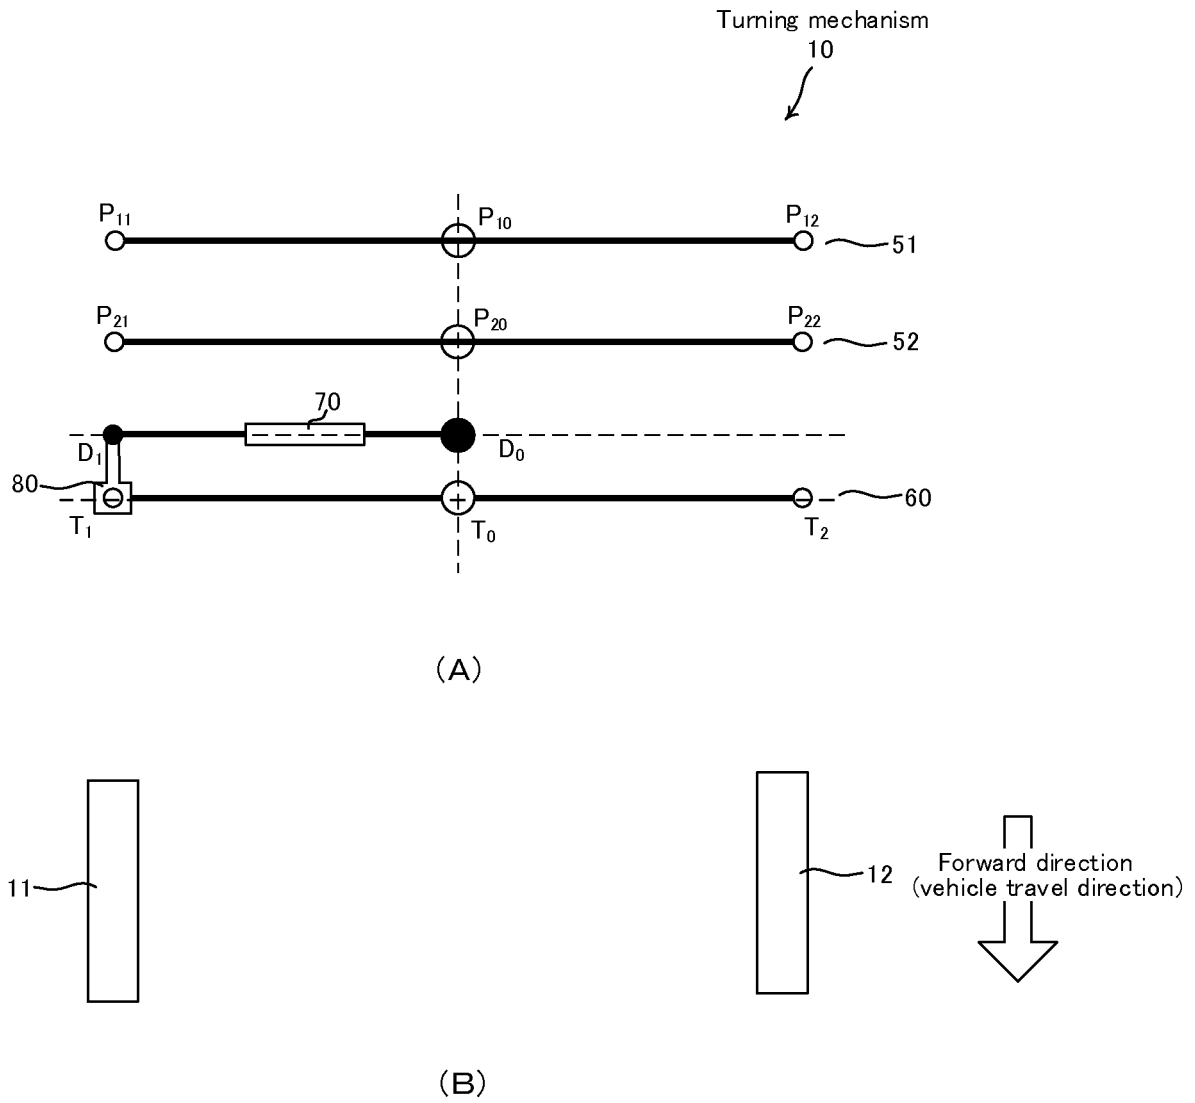 Turning mechanism
10
P11
P10
P12
51
P21
P20
P22
52
70
D1
D0
80
60
T1
T0
T2
(A)
11
12
Forward direction
(vehicle travel direction)
(B)